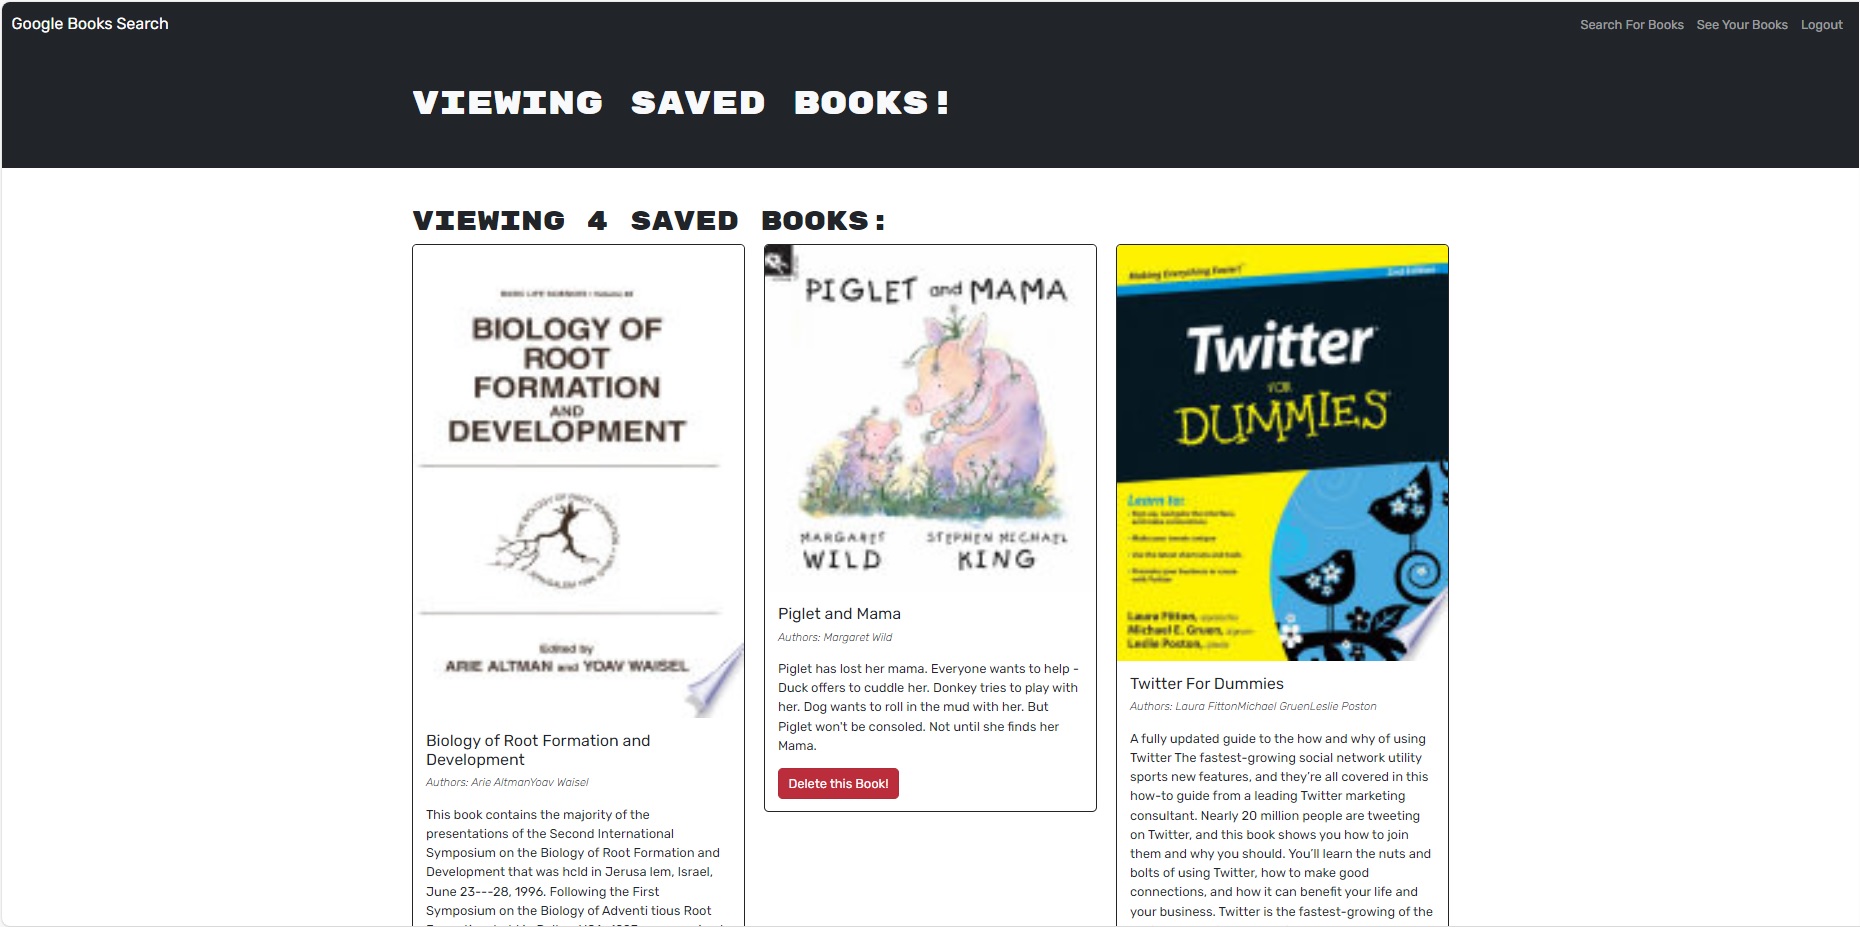 Google Books Search
Search For Books See Your Books Logout
VIEWING SAVED BOOKS!
VIEWING 4 SAVED BOOKS:
BASIC LIFE SCIENCES
BIOLOGY OF
ROOT
FORMATION
AND
DEVELOPMENT
Edited by
ARIE ALTMAN and YOAV WAISEL
Biology of Root Formation and
Development
Authors: Arie AltmanYoav Waisel
This book contains the majority of the
presentations of the Second International
Symposium on the Biology of Root Formation and
Development that was hcld in Jerusa lem, Israel,
June 23---28, 1996. Following the First
Symposium on the Biology of Adventi tious Root
PIGLET and MAMA
MARGARET
WILD
STEPHEN MICHAEL
KING
Piglet and Mama
Authors: Margaret Wild
Piglet has lost her mama. Everyone wants to help -
Duck offers to cuddle her. Donkey tries to play with
her. Dog wants to roll in the mud with her. But
Piglet won't be consoled. Not until she finds her
Mama.
Delete this Book!
Making Everything Easier!
2nd Edition
Twitter
FOR
DUMMIES
Learn to:
Laura Fitton,
Michael E. Gruen,
Leslie Poston,
Twitter For Dummies
Authors: Laura FittonMichael GruenLeslie Poston
A fully updated guide to the how and why of using
Twitter The fastest-growing social network utility
sports new features, and they’re all covered in this
how-to guide from a leading Twitter marketing
consultant. Nearly 20 million people are tweeting
on Twitter, and this book shows you how to join
them and why you should. You’ll learn the nuts and
bolts of using Twitter, how to make good
connections, and how it can benefit your life and
your business. Twitter is the fastest-growing of the